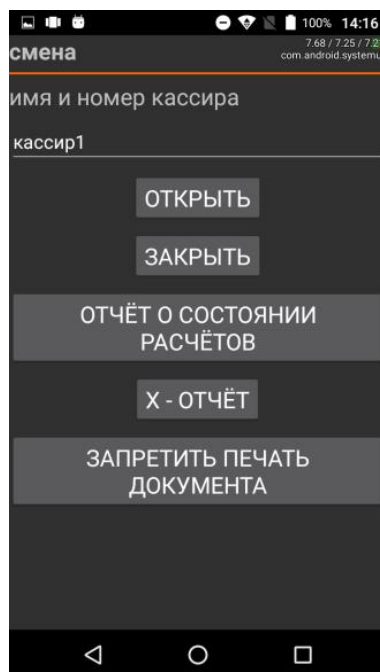 100% 14:16
смена
7.68 / 7.25 / 7.2
com.android.systemu
имя и номер кассира
кассир1
ОТКРЫТЬ
ЗАКРЫТЬ
ОТЧЁТ О СОСТОЯНИИ
РАСЧЁТОВ
Х - ОТЧЁТ
ЗАПРЕТИТЬ ПЕЧАТЬ
ДОКУМЕНТА